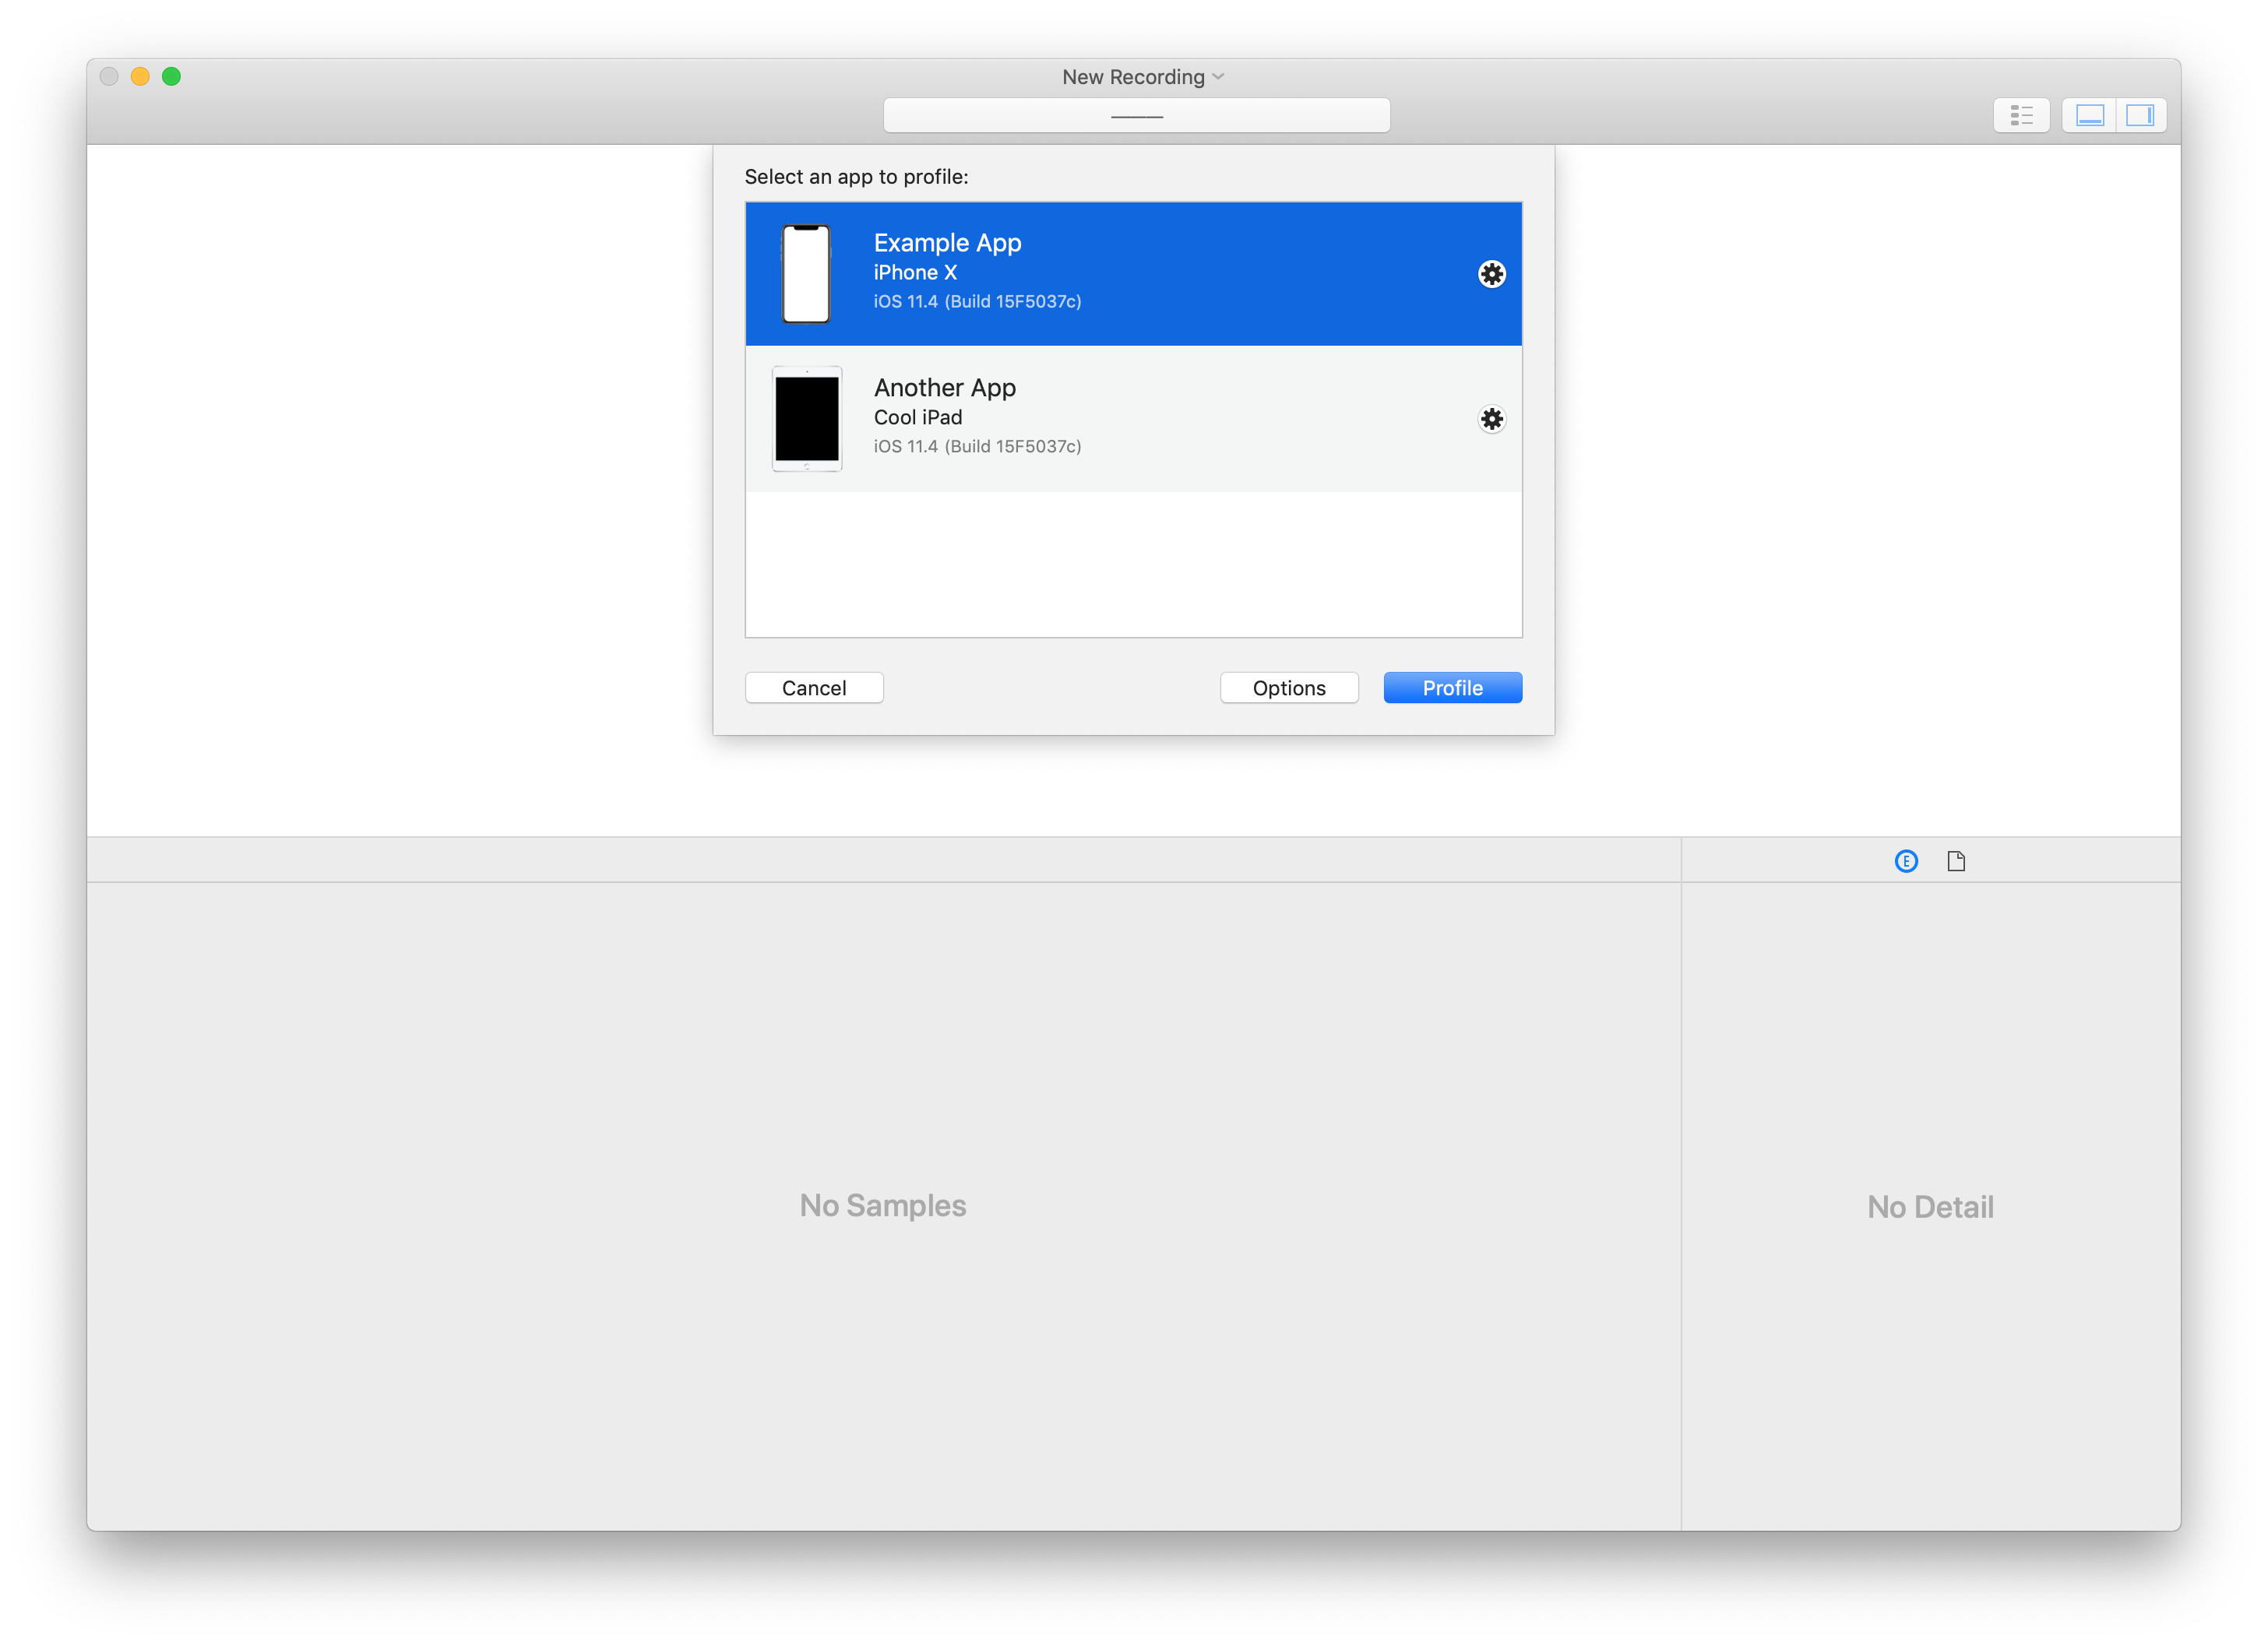 New Recording
Select an app to profile:
Example App
iPhone X
iOS 11.4 (Build 15F5037c)
Another App
Cool iPad
iOS 11.4 (Build 15F5037c)
Cancel
Options
Profile
E
No Samples
No Detail